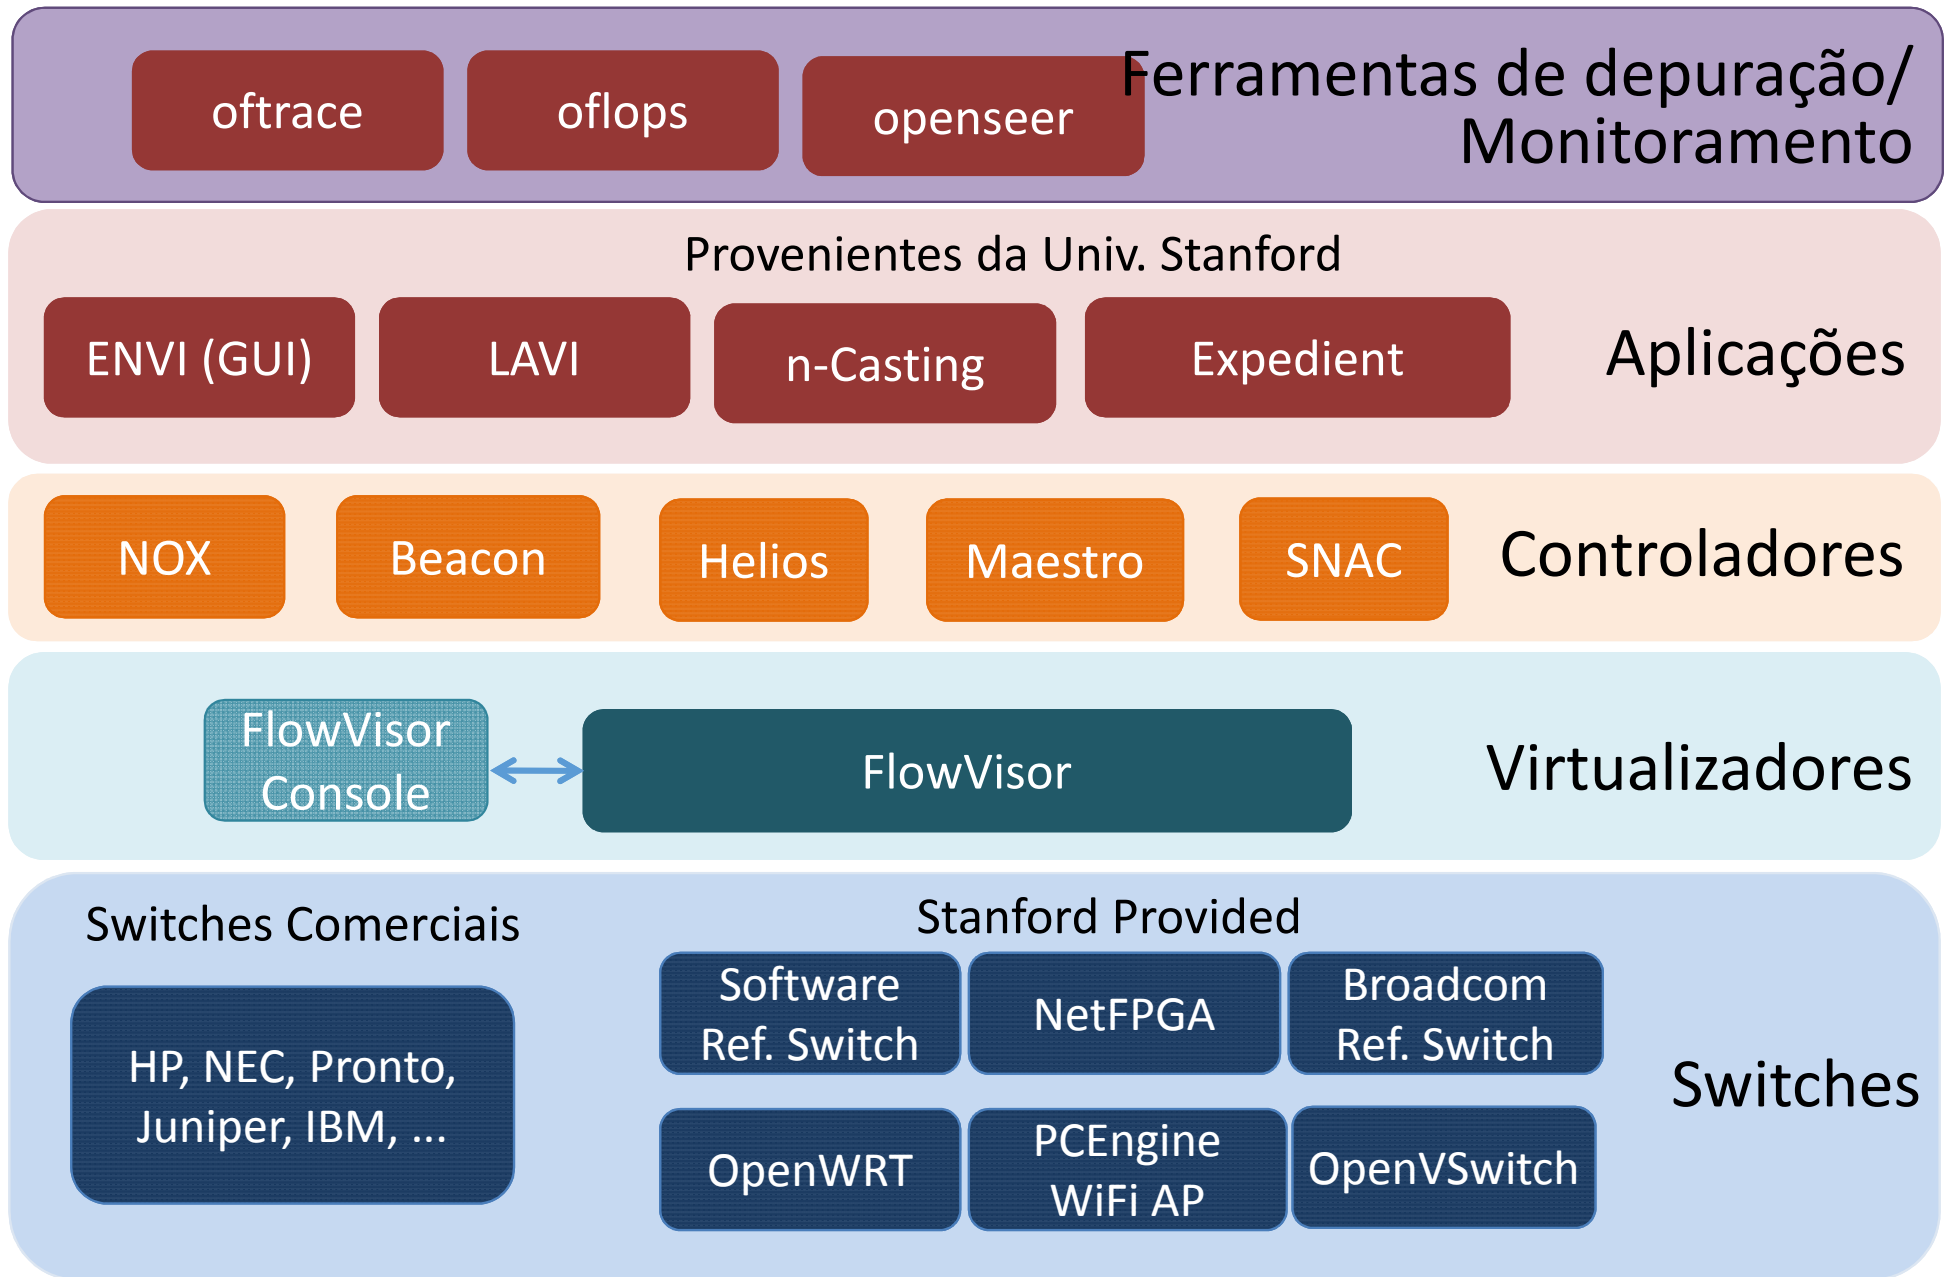 oftrace
oflops
openseer
Ferramentas de depuração/
Monitoramento
Provenientes da Univ. Stanford
ENVI (GUI)
LAVI
n-Casting
Expedient
Aplicações
NOX
Beacon
Helios
Maestro
SNAC
Controladores
FlowVisor
Console
FlowVisor
Virtualizadores
Switches Comerciais
HP, NEC, Pronto,
Juniper, IBM, ...
Stanford Provided
Software
Ref. Switch
NetFPGA
Broadcom
Ref. Switch
OpenWRT
PCEngine
WiFi AP
OpenVSwitch
Switches